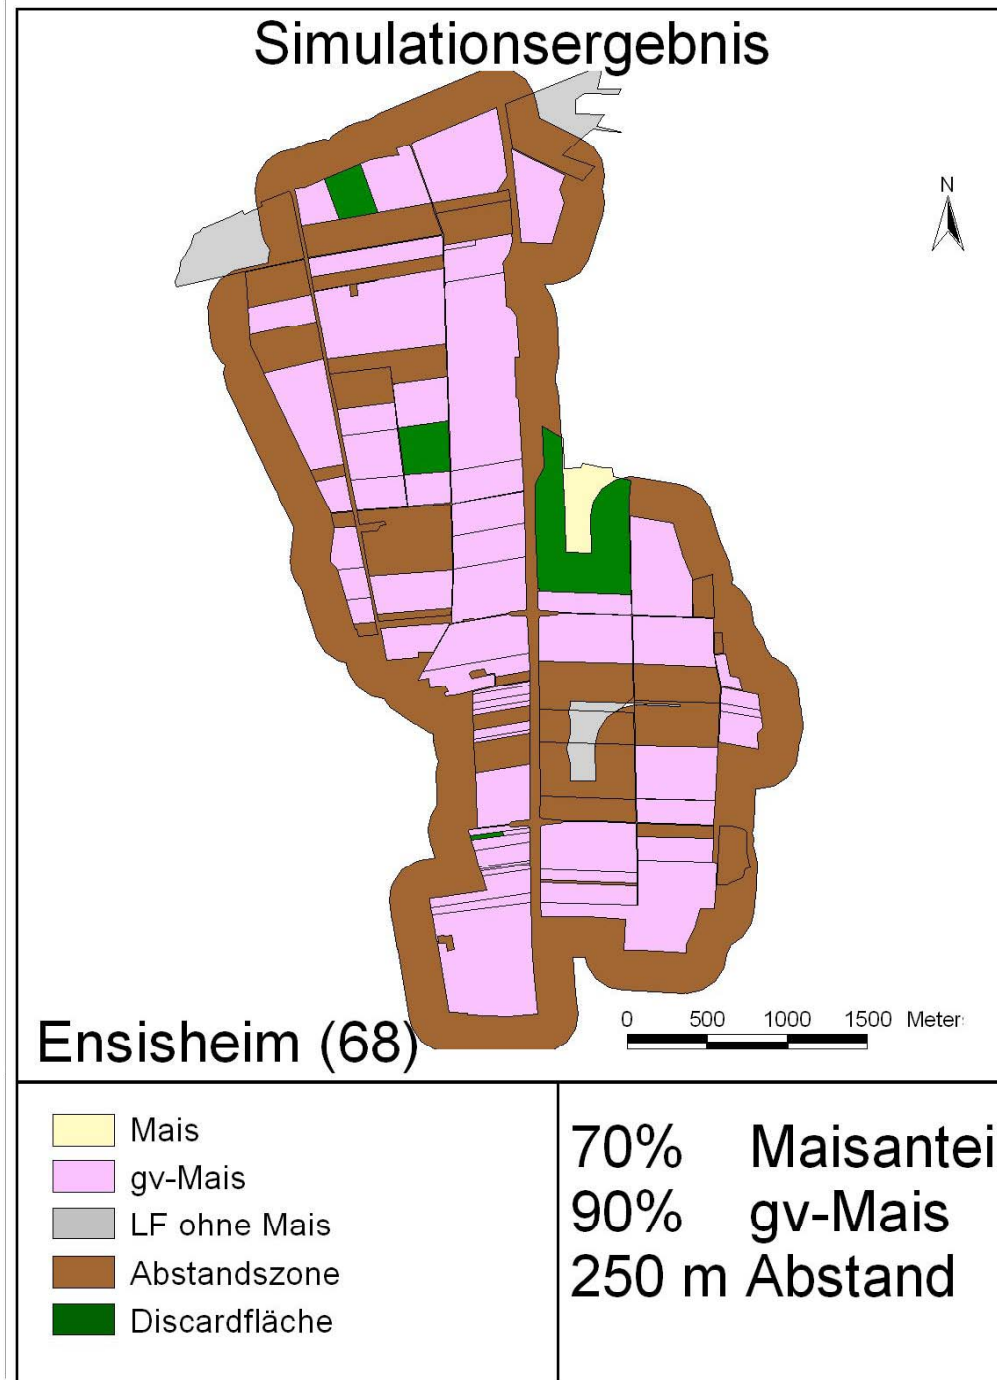 Simulationsergebnis
N
0 500 1000 1500 Meter
Ensisheim (68)
Mais
gv-Mais
LF ohne Mais
Abstandszone
Discardfläche
70% Maisantei
90% gv-Mais
250 m Abstand